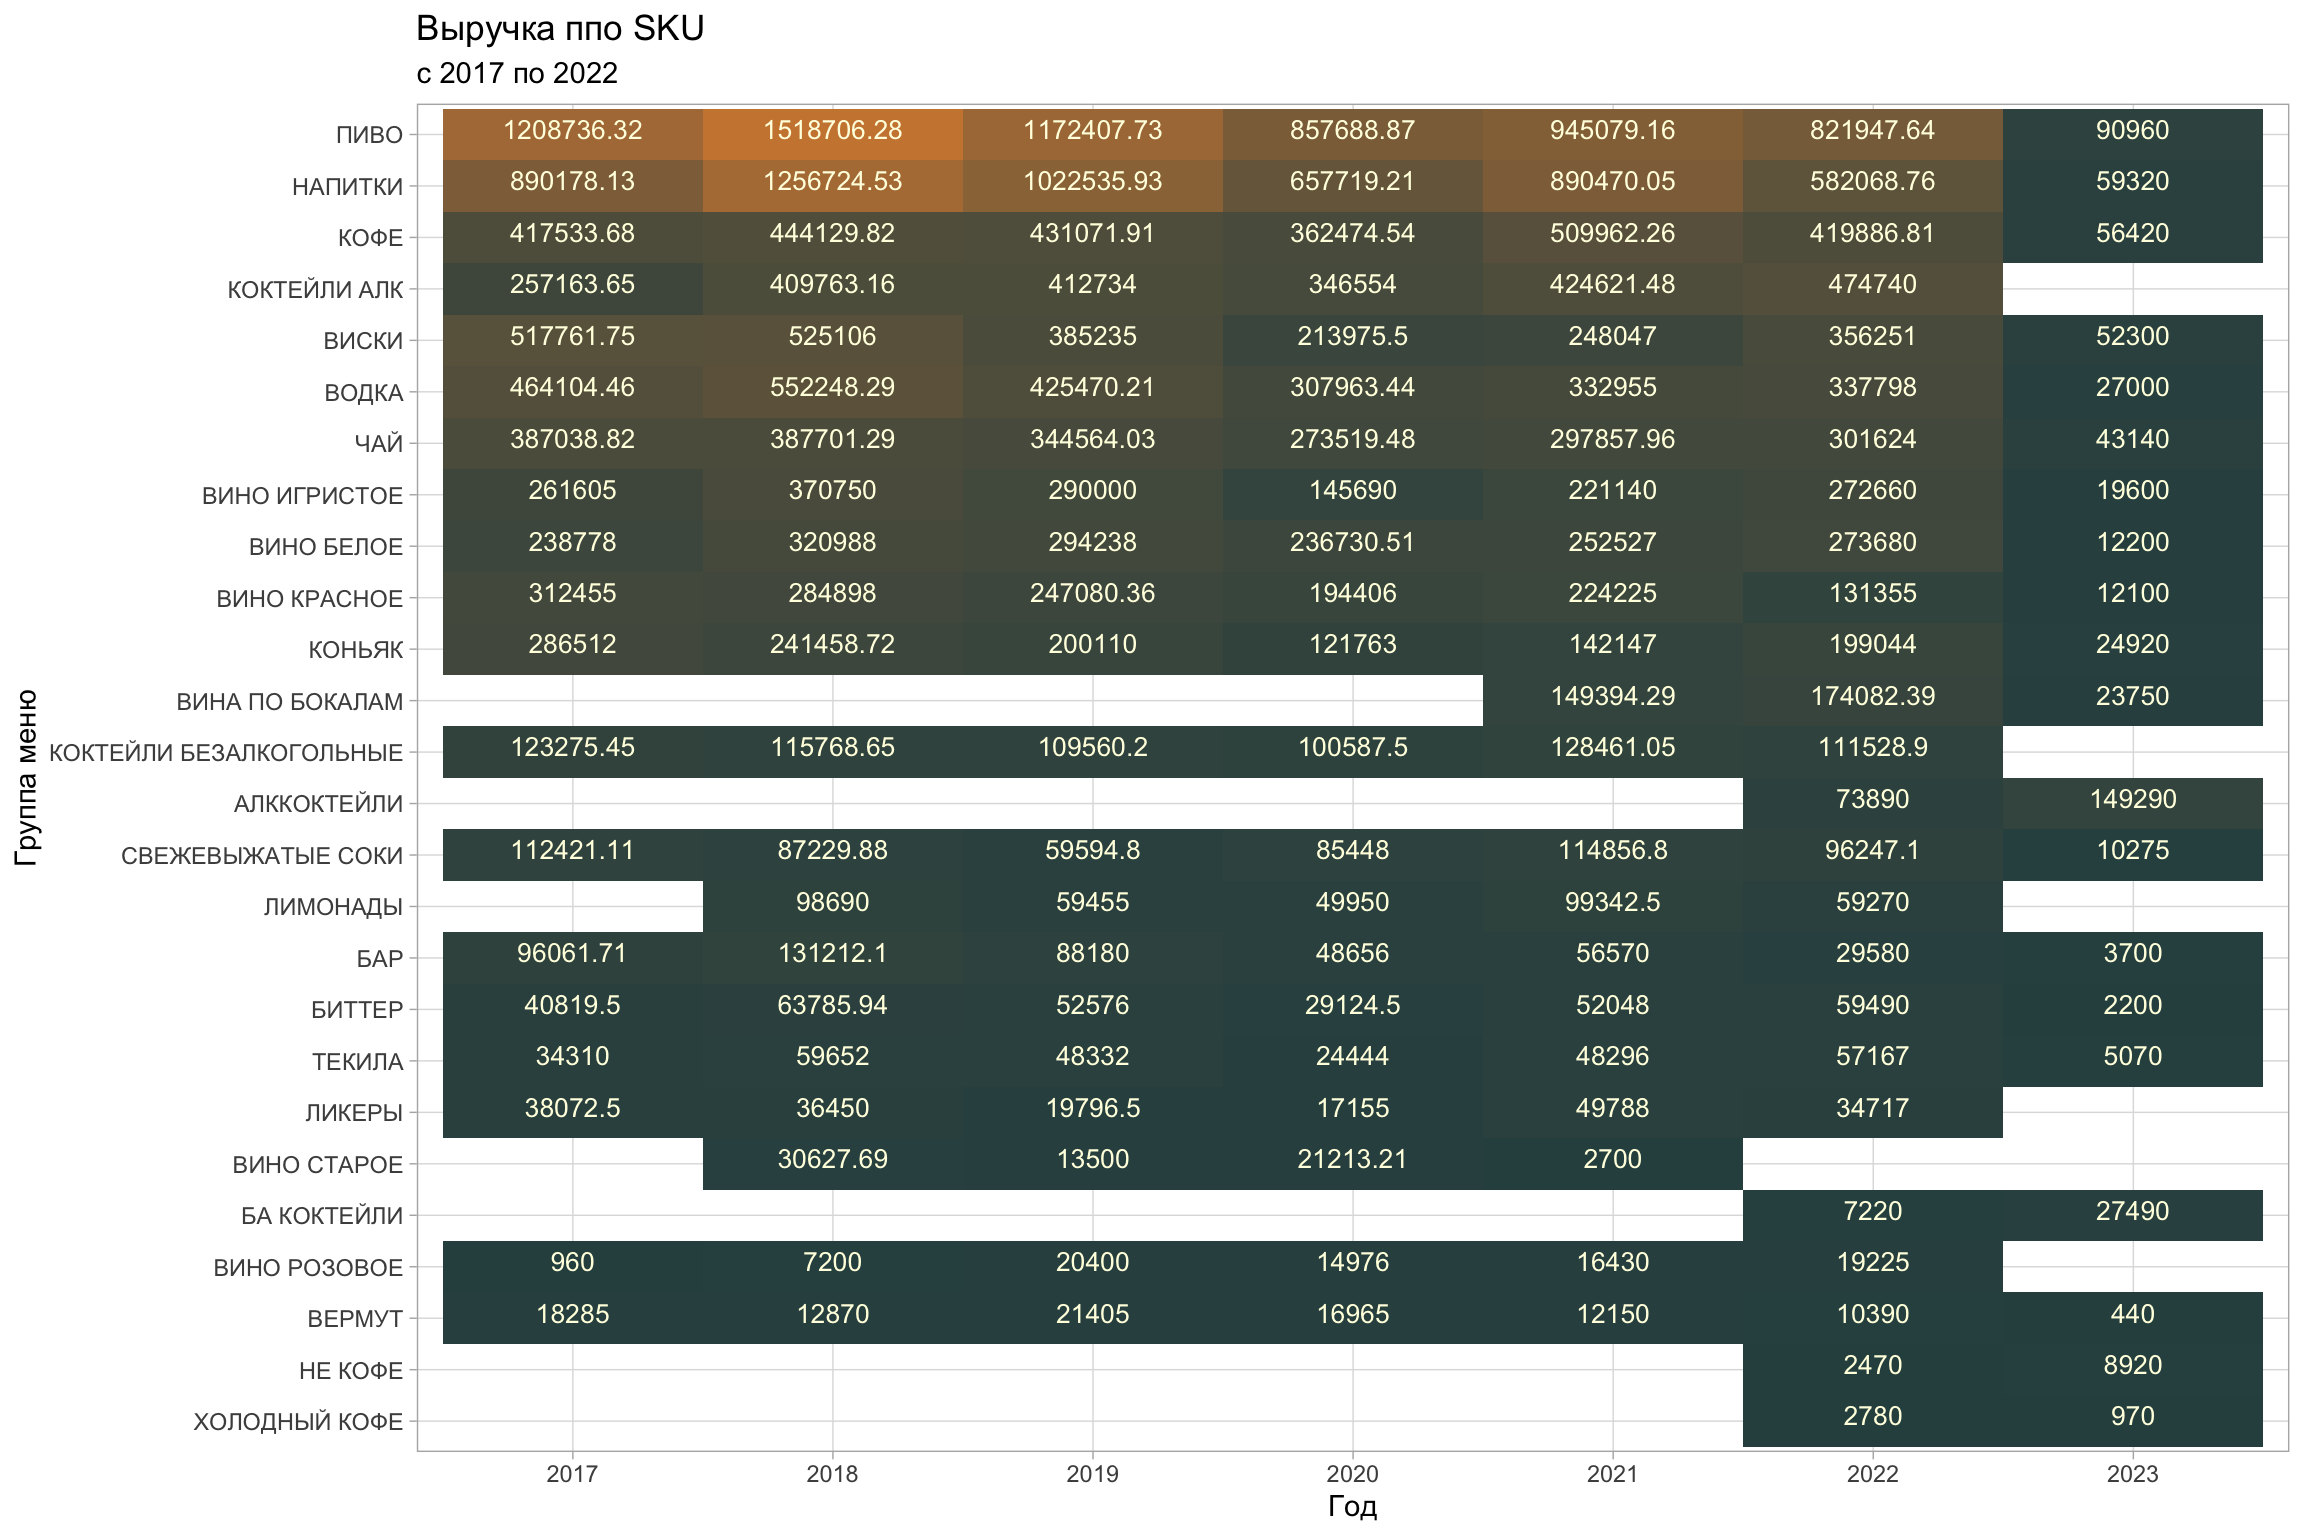 Выручка ппо SKU
с 2017 по 2022
Группа меню
ПИВО 1208736.32 1518706.28 1172407.73 857688.87 945079.16 821947.64 90960
НАПИТКИ 890178.13 1256724.53 1022535.93 657719.21 890470.05 582068.76 59320
КОФЕ 417533.68 444129.82 431071.91 362474.54 509962.26 419886.81 56420
КОКТЕЙЛИ АЛК 257163.65 409763.16 412734 346554 424621.48 474740
ВИСКИ 517761.75 525106 385235 213975.5 248047 356251 52300
ВОДКА 464104.46 552248.29 425470.21 307963.44 332955 337798 27000
ЧАЙ 387038.82 387701.29 344564.03 273519.48 297857.96 301624 43140
ВИНО ИГРИСТОЕ 261605 370750 290000 145690 221140 272660 19600
ВИНО БЕЛОЕ 238778 320988 294238 236730.51 252527 273680 12200
ВИНО КРАСНОЕ 312455 284898 247080.36 194406 224225 131355 12100
КОНЬЯК 286512 241458.72 200110 121763 142147 199044 24920
ВИНА ПО БОКАЛАМ 149394.29 174082.39 23750
КОКТЕЙЛИ БЕЗАЛКОГОЛЬНЫЕ 123275.45 115768.65 109560.2 100587.5 128461.05 111528.9
АЛККОКТЕЙЛИ 73890 149290
СВЕЖЕВЫЖАТЫЕ СОКИ 112421.11 87229.88 59594.8 85448 114856.8 96247.1 10275
ЛИМОНАДЫ 98690 59455 49950 99342.5 59270
БАР 96061.71 131212.1 88180 48656 56570 29580 3700
БИТТЕР 40819.5 63785.94 52576 29124.5 52048 59490 2200
ТЕКИЛА 34310 59652 48332 24444 48296 57167 5070
ЛИКЕРЫ 38072.5 36450 19796.5 17155 49788 34717
ВИНО СТАРОЕ 30627.69 13500 21213.21 2700
БА КОКТЕЙЛИ 7220 27490
ВИНО РОЗОВОЕ 960 7200 20400 14976 16430 19225
ВЕРМУТ 18285 12870 21405 16965 12150 10390 440
НЕ КОФЕ 2470 8920
ХОЛОДНЫЙ КОФЕ 2780 970
2017 2018 2019 2020 2021 2022 2023
Год